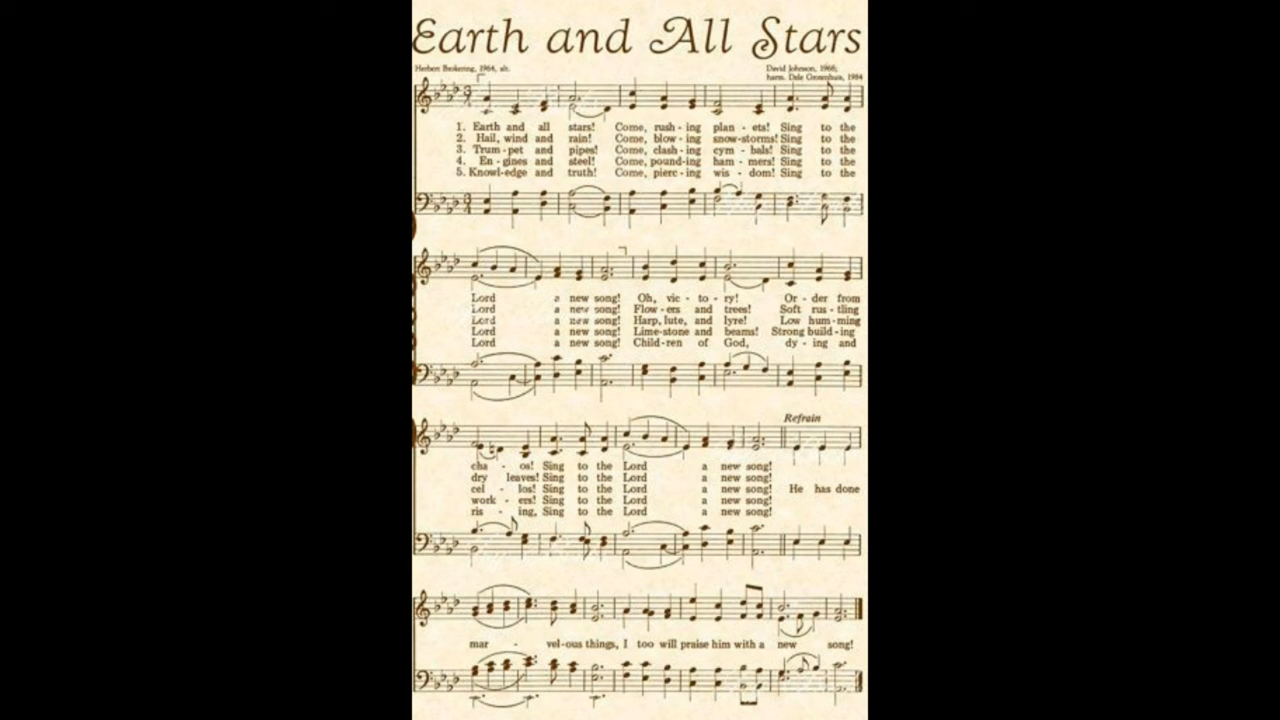 Earth and All Stars
Herbert Brokering, 1964, alt.
David Johnson, 1968;
harm. Dale Grotenhuis, 1984
1. Earth and all stars! Come, rush - ing plan - ets! Sing to the
2. Hail, wind and rain! Come, blow - ing snow-storms! Sing to the
3. Trum - pet and pipes! Come, clash - ing cym - bals! Sing to the
4. En - gines and steel! Come, pound-ing ham - mers! Sing to the
5. Knowl-edge and truth! Come, pierc - ing wis - dom! Sing to the
Lord a new song! Oh, vic - to - ry! Or - der from
Lord a new song! Flow - ers and trees! Soft rus - tling
Lord a new song! Harp, lute, and lyre! Low hum - ming
Lord a new song! Lime-stone and beams! Strong build - ing
Lord a new song! Child - ren of God, dy - ing and
Refrain
cha - os! Sing to the Lord a new song!
dry leaves! Sing to the Lord a new song!
cel - los! Sing to the Lord a new song! He has done
work - ers! Sing to the Lord a new song!
ris - ing, Sing to the Lord a new song!
mar - vel-ous things, I too will praise him with a new song!